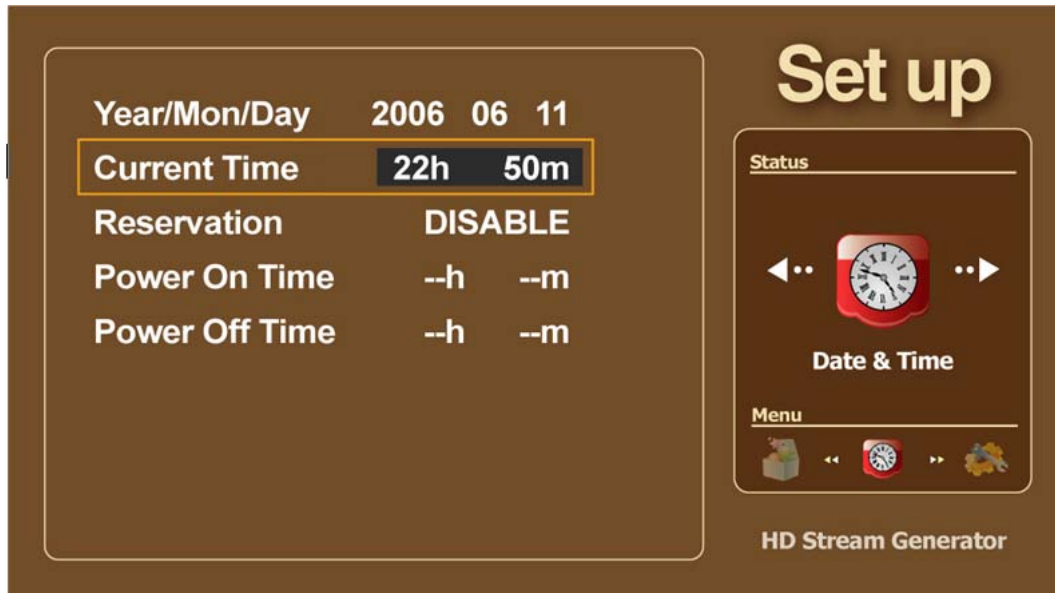 Set up
Year/Mon/Day 2006 06 11
Current Time 22h 50m
Reservation DISABLE
Power On Time --h --m
Power Off Time --h --m
Status
Date & Time
Menu
HD Stream Generator